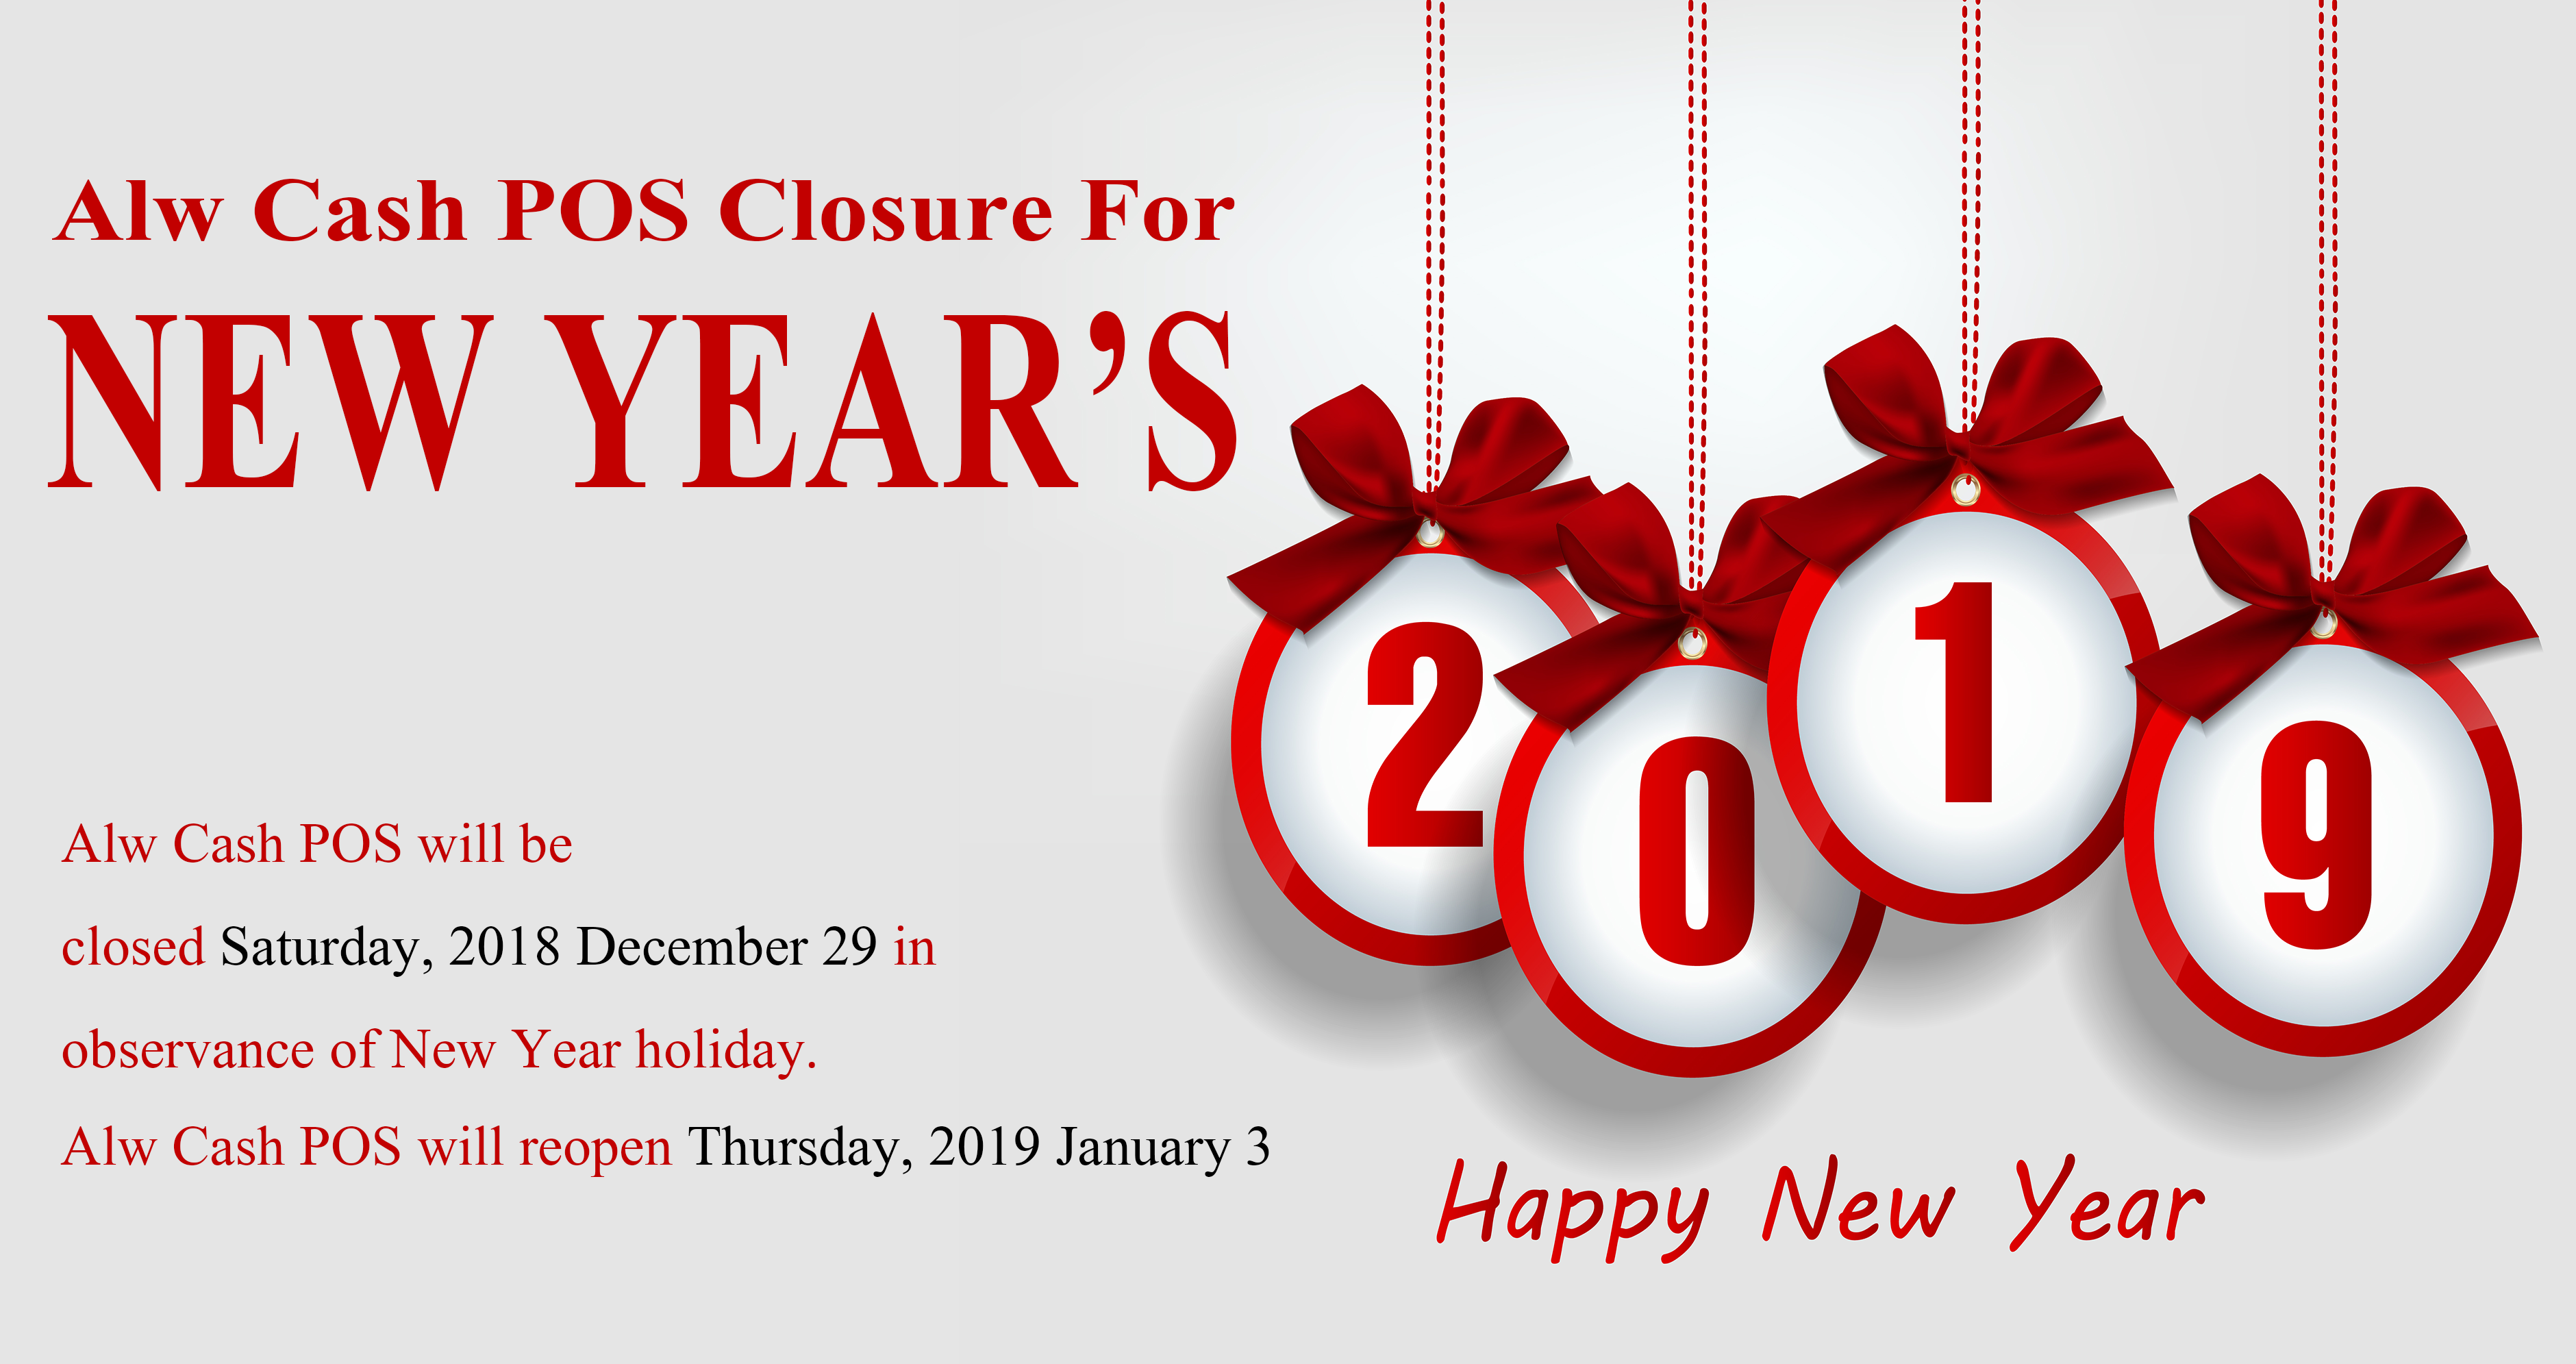 Alw Cash POS Closure For
NEW YEAR’S
Alw Cash POS will be
closed Saturday, 2018 December 29 in
observance of New Year holiday.
Alw Cash POS will reopen Thursday, 2019 January 3
2019
Happy New Year